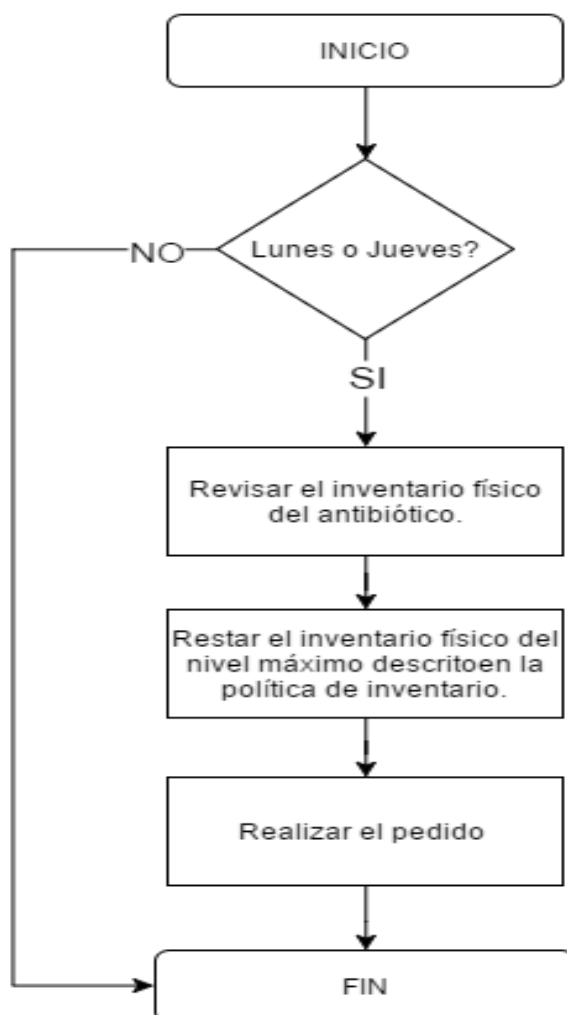 INICIO
Lunes o Jueves?
NO
SI
Revisar el inventario físico
del antibiótico.
Restar el inventario físico del
nivel máximo descritoen la
política de inventario.
Realizar el pedido
FIN